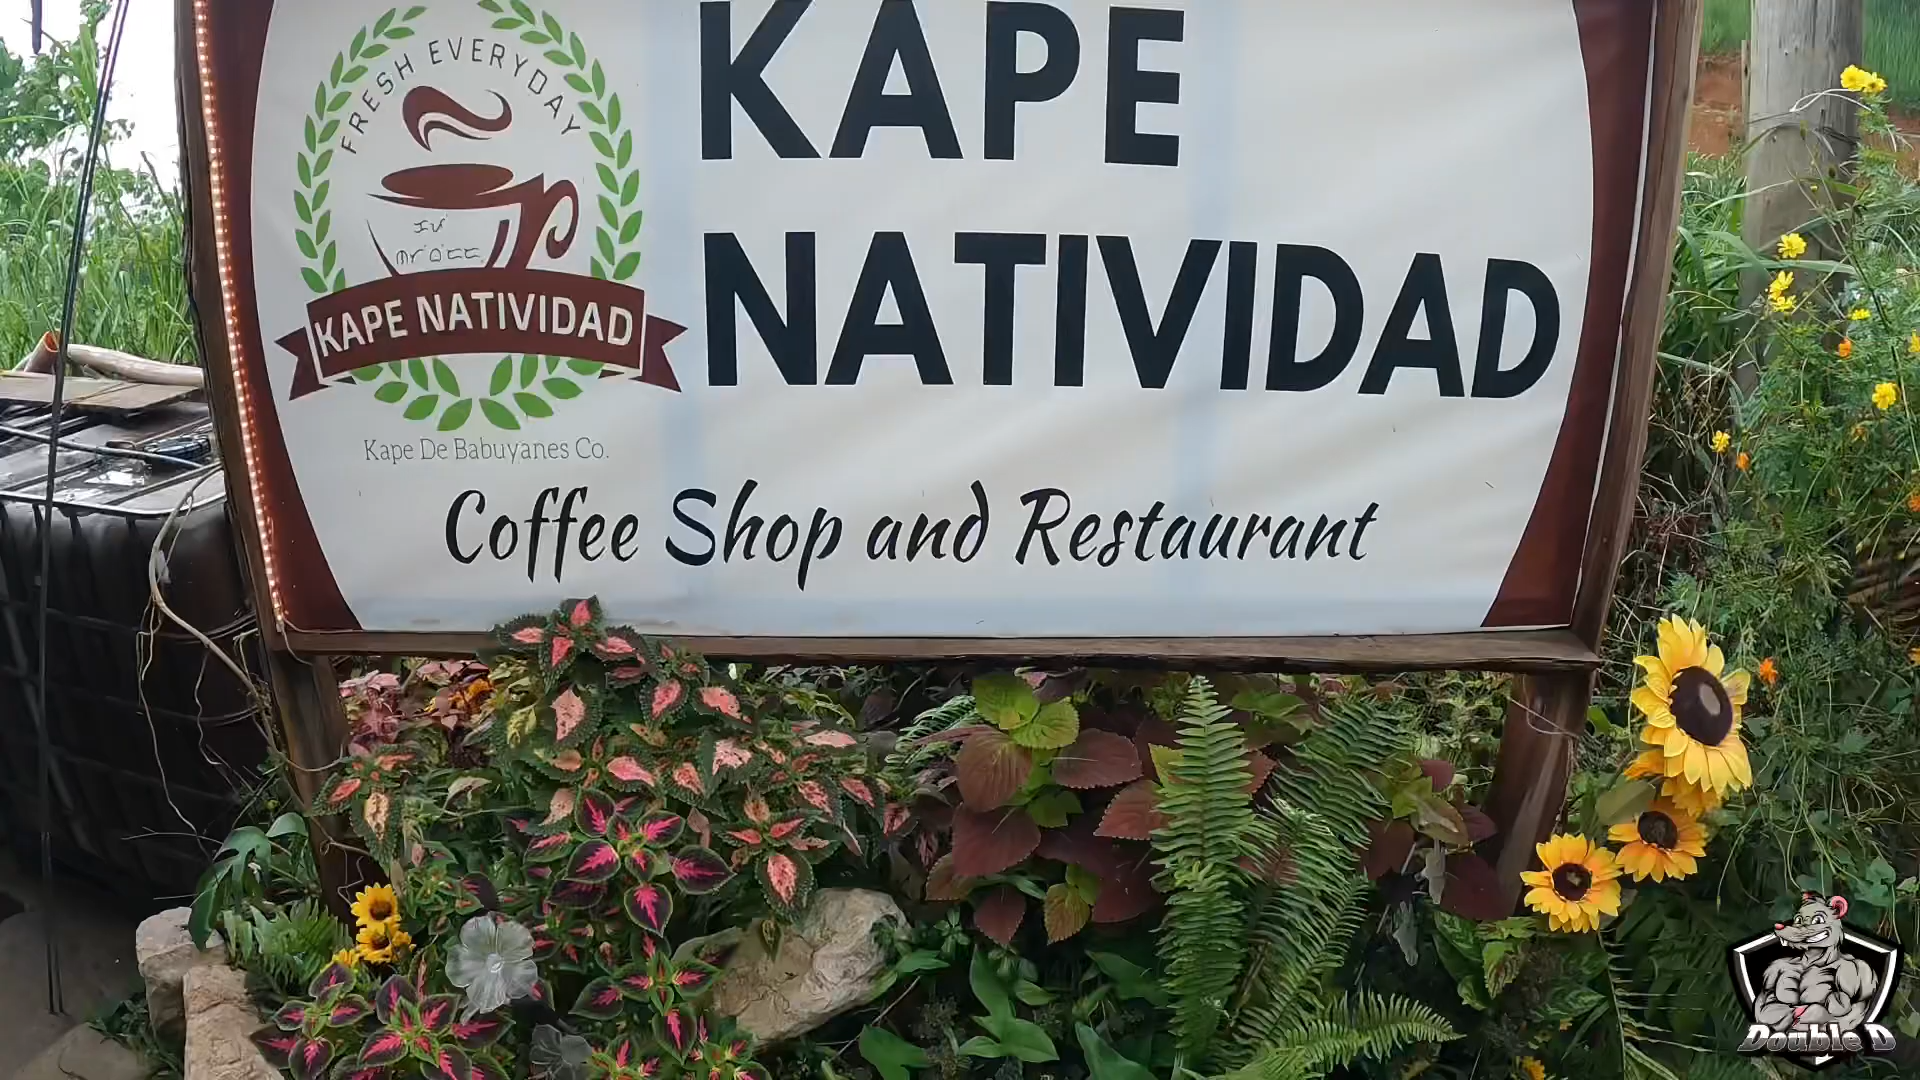 FRESH EVERYDAY
KAPE NATIVIDAD
Kape De Babuyanes Co.
KAPE
NATIVIDAD
Coffee Shop and Restaurant
Double D